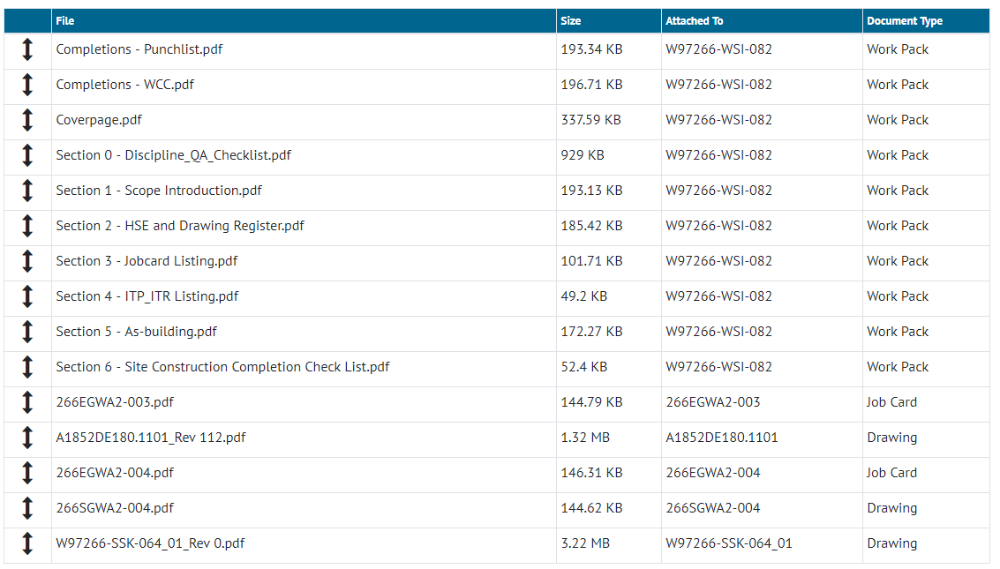 File Size Attached To Document Type
Completions - Punchlist.pdf 193.34 KB W97266-WSI-082 Work Pack
Completions - WCC.pdf 196.71 KB W97266-WSI-082 Work Pack
Coverpage.pdf 337.59 KB W97266-WSI-082 Work Pack
Section 0 - Discipline_QA_Checklist.pdf 929 KB W97266-WSI-082 Work Pack
Section 1 - Scope Introduction.pdf 193.13 KB W97266-WSI-082 Work Pack
Section 2 - HSE and Drawing Register.pdf 185.42 KB W97266-WSI-082 Work Pack
Section 3 - Jobcard Listing.pdf 101.71 KB W97266-WSI-082 Work Pack
Section 4 - ITP_ITR Listing.pdf 49.2 KB W97266-WSI-082 Work Pack
Section 5 - As-building.pdf 172.27 KB W97266-WSI-082 Work Pack
Section 6 - Site Construction Completion Check List.pdf 52.4 KB W97266-WSI-082 Work Pack
266EGWA2-003.pdf 144.79 KB 266EGWA2-003 Job Card
A1852DE180.1101_Rev 112.pdf 1.32 MB A1852DE180.1101 Drawing
266EGWA2-004.pdf 146.31 KB 266EGWA2-004 Job Card
266SGWA2-004.pdf 144.62 KB 266SGWA2-004 Drawing
W97266-SSK-064_01_Rev 0.pdf 3.22 MB W97266-SSK-064_01 Drawing